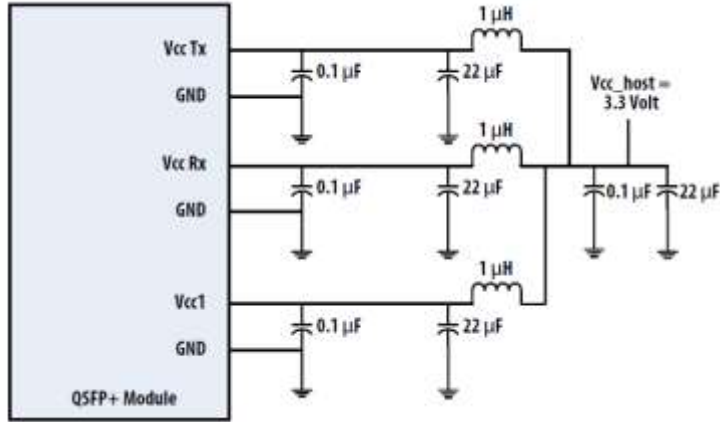 1 µH
Vcc Tx
0.1 µF
22 µF
GND
Vcc_host =
3.3 Volt
1 µH
Vcc Rx
0.1 µF
22 µF
0.1 µF
22 µF
GND
1 µH
Vcc1
0.1 µF
22 µF
GND
QSFP+ Module